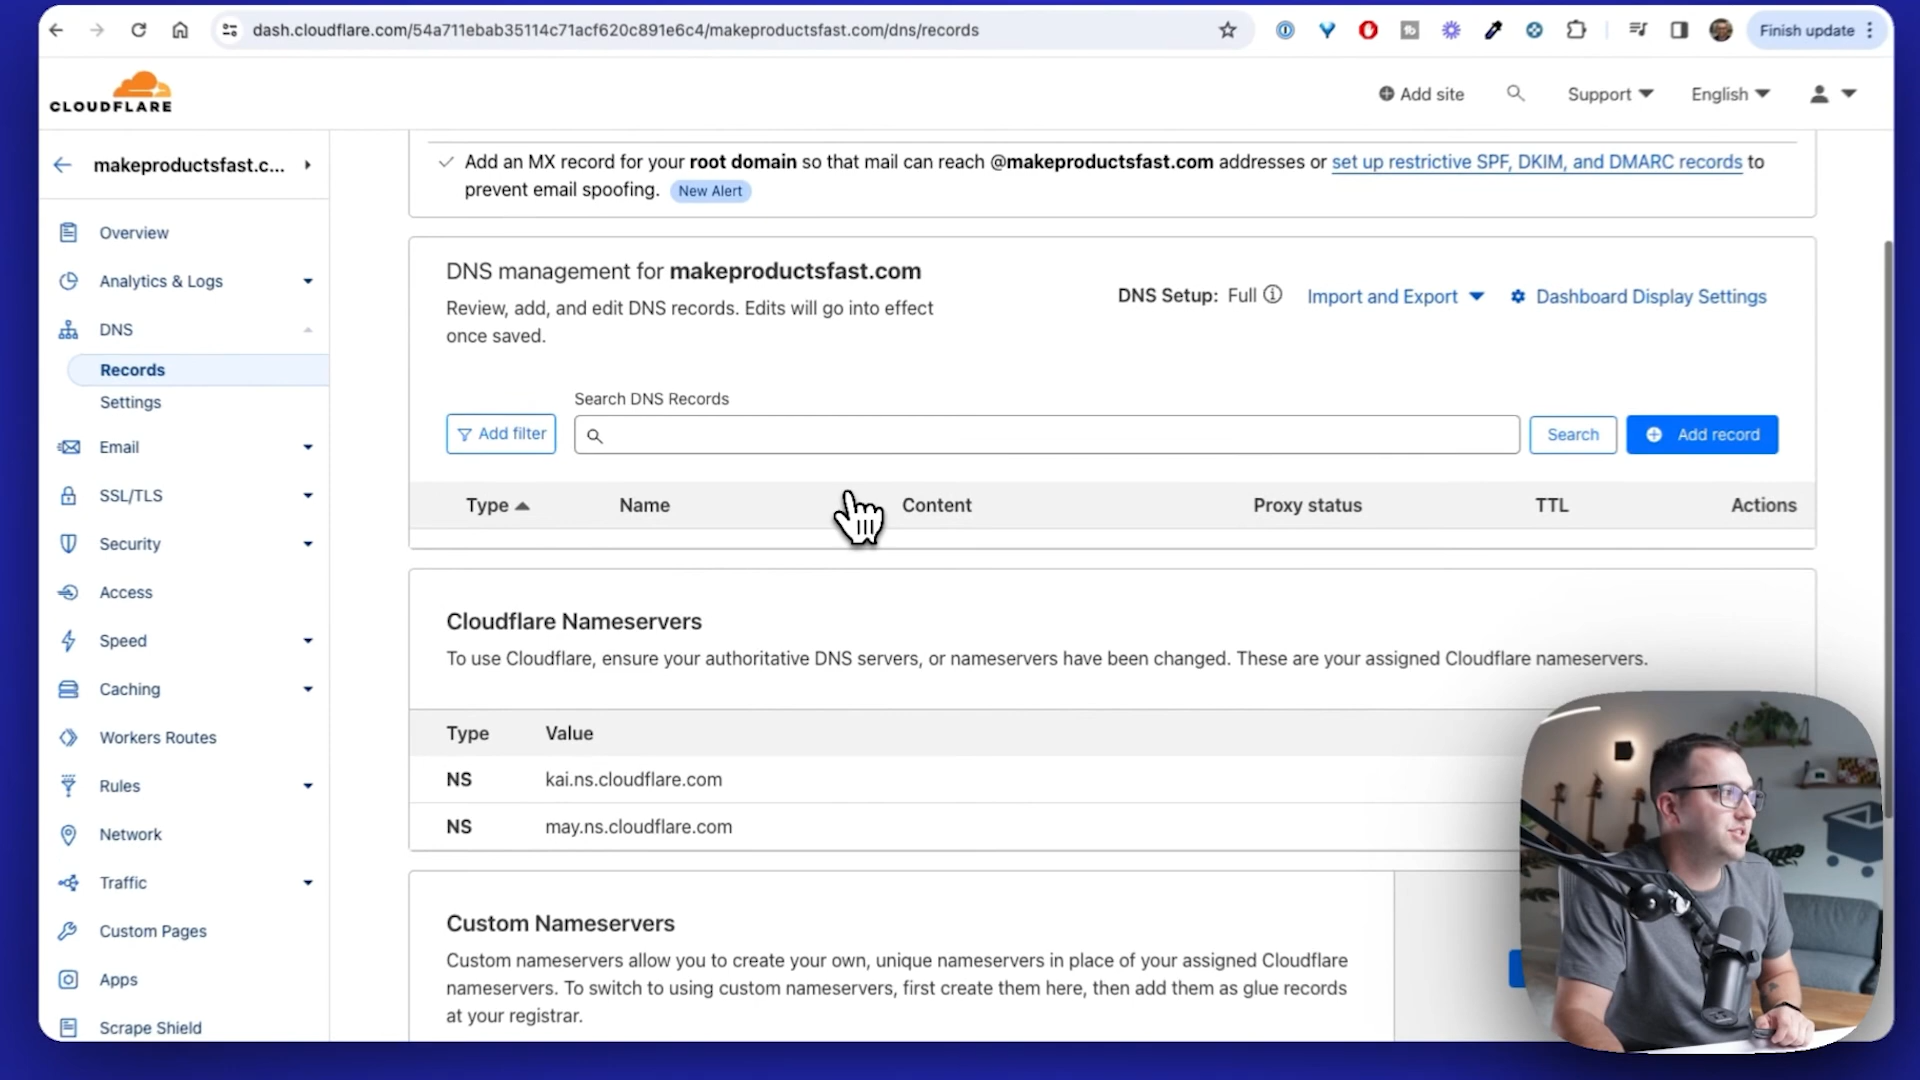 dash.cloudflare.com/54a711ebab35114c71acf620c891e6c4/makeproductsfast.com/dns/records
Finish update
CLOUDFLARE
Add site
Support
English
makeproductsfast.c...
Overview
Analytics & Logs
DNS
Records
Settings
Email
SSL/TLS
Security
Access
Speed
Caching
Workers Routes
Rules
Network
Traffic
Custom Pages
Apps
Scrape Shield
Add an MX record for your root domain so that mail can reach @makeproductsfast.com addresses or set up restrictive SPF, DKIM, and DMARC records to
prevent email spoofing. New Alert
DNS management for makeproductsfast.com
Review, add, and edit DNS records. Edits will go into effect
once saved.
DNS Setup: Full
Import and Export
Dashboard Display Settings
Search DNS Records
Add filter
Search
Add record
Type Name Content Proxy status TTL Actions
Cloudflare Nameservers
To use Cloudflare, ensure your authoritative DNS servers, or nameservers have been changed. These are your assigned Cloudflare nameservers.
Type Value
NS kai.ns.cloudflare.com
NS may.ns.cloudflare.com
Custom Nameservers
Custom nameservers allow you to create your own, unique nameservers in place of your assigned Cloudflare
nameservers. To switch to using custom nameservers, first create them here, then add them as glue records
at your registrar.